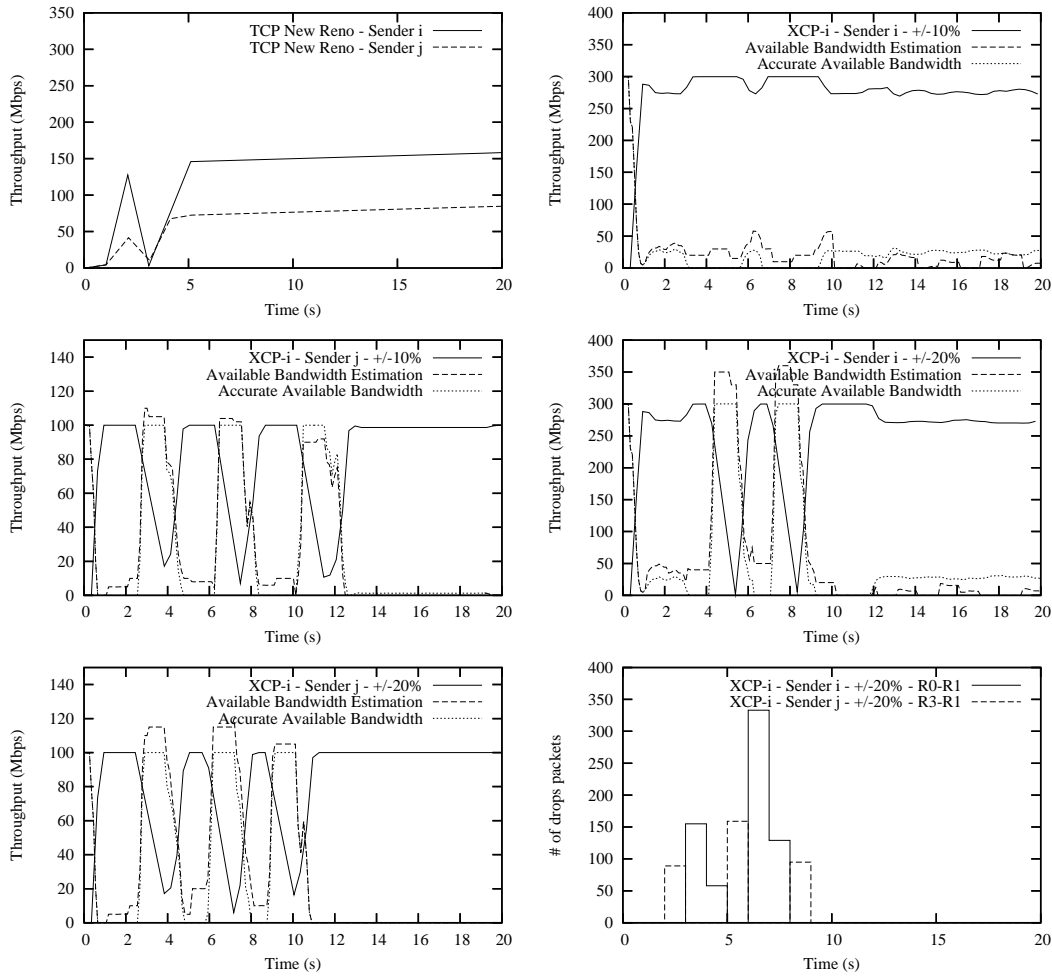 350
300
250
200
150
100
50
0
Throughput (Mbps)
TCP New Reno - Sender i
TCP New Reno - Sender j
0 5 10 15 20
Time (s)
400
350
300
250
200
150
100
50
0
Throughput (Mbps)
XCP-i - Sender i - +/-10%
Available Bandwidth Estimation
Accurate Available Bandwidth
0 2 4 6 8 10 12 14 16 18 20
Time (s)
140
120
100
80
60
40
20
0
Throughput (Mbps)
XCP-i - Sender j - +/-10%
Available Bandwidth Estimation
Accurate Available Bandwidth
0 2 4 6 8 10 12 14 16 18 20
Time (s)
400
350
300
250
200
150
100
50
0
Throughput (Mbps)
XCP-i - Sender i - +/-20%
Available Bandwidth Estimation
Accurate Available Bandwidth
0 2 4 6 8 10 12 14 16 18 20
Time (s)
140
120
100
80
60
40
20
0
Throughput (Mbps)
XCP-i - Sender j - +/-20%
Available Bandwidth Estimation
Accurate Available Bandwidth
0 2 4 6 8 10 12 14 16 18 20
Time (s)
400
350
300
250
200
150
100
50
0
# of drops packets
XCP-i - Sender i - +/-20% - R0-R1
XCP-i - Sender j - +/-20% - R3-R1
0 5 10 15 20
Time (s)